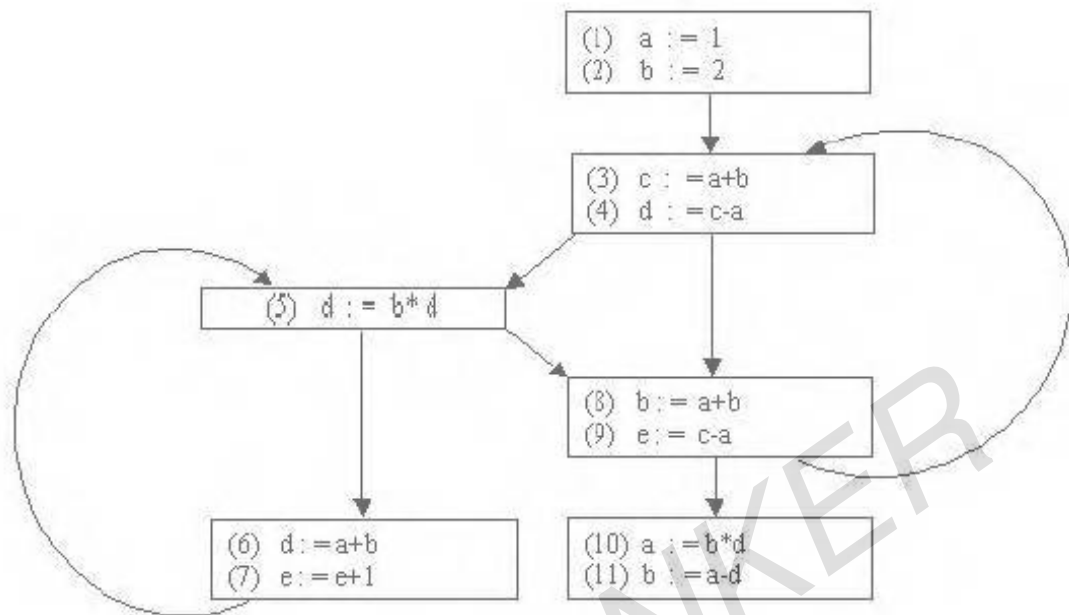 (1) a := 1
(2) b := 2
(3) c : =a+b
(4) d : =c-a
(5) d : = b* d
(8) b : = a+b
(9) e : = c-a
(6) d : =a+b
(7) e : = e+1
(10) a : =b*d
(11) b : =a-d